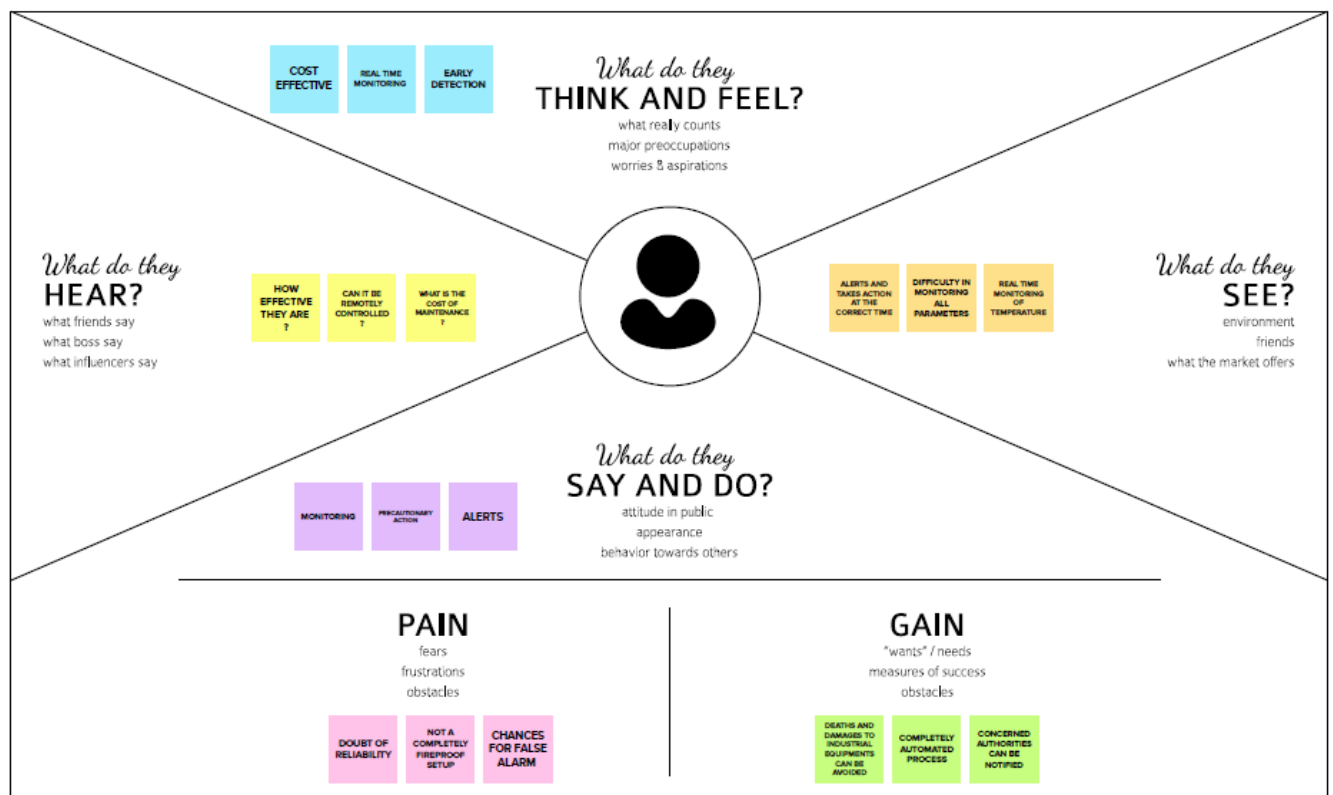 COST
EFFECTIVE
REAL TIME
MONITORING
EARLY
DETECTION
What do they
THINK AND FEEL?
what really counts
major preoccupations
worries & aspirations
What do they
HEAR?
what friends say
what boss say
what influencers say
HOW
EFFECTIVE
THEY ARE
?
CAN IT BE
REMOTELY
CONTROLLED
?
WHAT IS THE
COST OF
MAINTENANCE
?
ALERTS AND
TAKES ACTION
AT THE
CORRECT TIME
DIFFICULTY IN
MONITORING
ALL
PARAMETERS
REAL TIME
MONITORING
OF
TEMPERATURE
What do they
SEE?
environment
friends
what the market offers
What do they
SAY AND DO?
attitude in public
appearance
behavior towards others
MONITORING
PRECAUTIONARY
ACTION
ALERTS
PAIN
fears
frustrations
obstacles
DOUBT OF
RELIABILITY
NOT A
COMPLETELY
FIREPROOF
SETUP
CHANCES
FOR FALSE
ALARM
GAIN
"wants" / needs
measures of success
obstacles
DEATHS AND
DAMAGES TO
INDUSTRIAL
EQUIPMENTS
CAN BE
AVOIDED
COMPLETELY
AUTOMATED
PROCESS
CONCERNED
AUTHORITIES
CAN BE
NOTIFIED